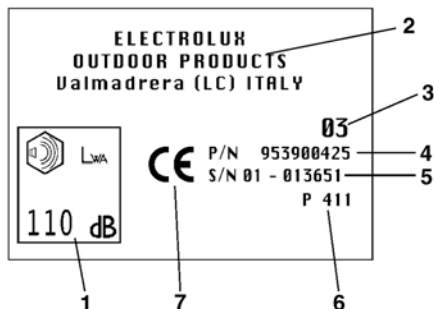 ELECTROLUX
OUTDOOR PRODUCTS
Valmadrera (LC) ITALY
2
03
3
LWA
CE
P/N 953900425
4
S/N 01 - 013651
5
P 411
110 dB
1
7
6